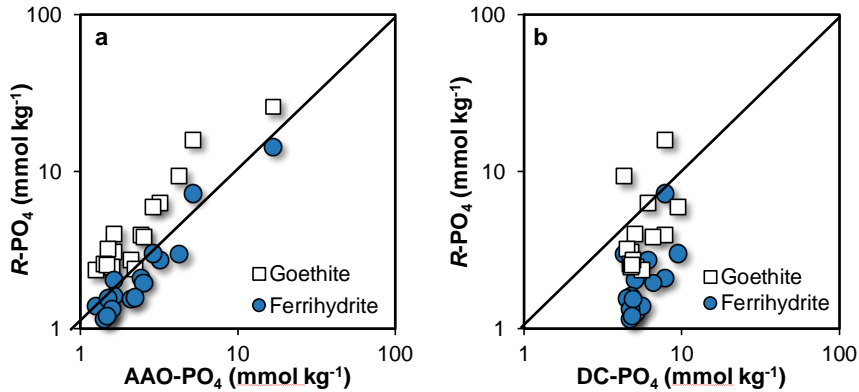 a
100
10
1
R-PO₄ (mmol kg⁻¹)
Goethite
Ferrihydrite
1
10
100
AAO-PO₄ (mmol kg⁻¹)
b
100
10
1
R-PO₄ (mmol kg⁻¹)
Goethite
Ferrihydrite
1
10
100
DC-PO₄ (mmol kg⁻¹)